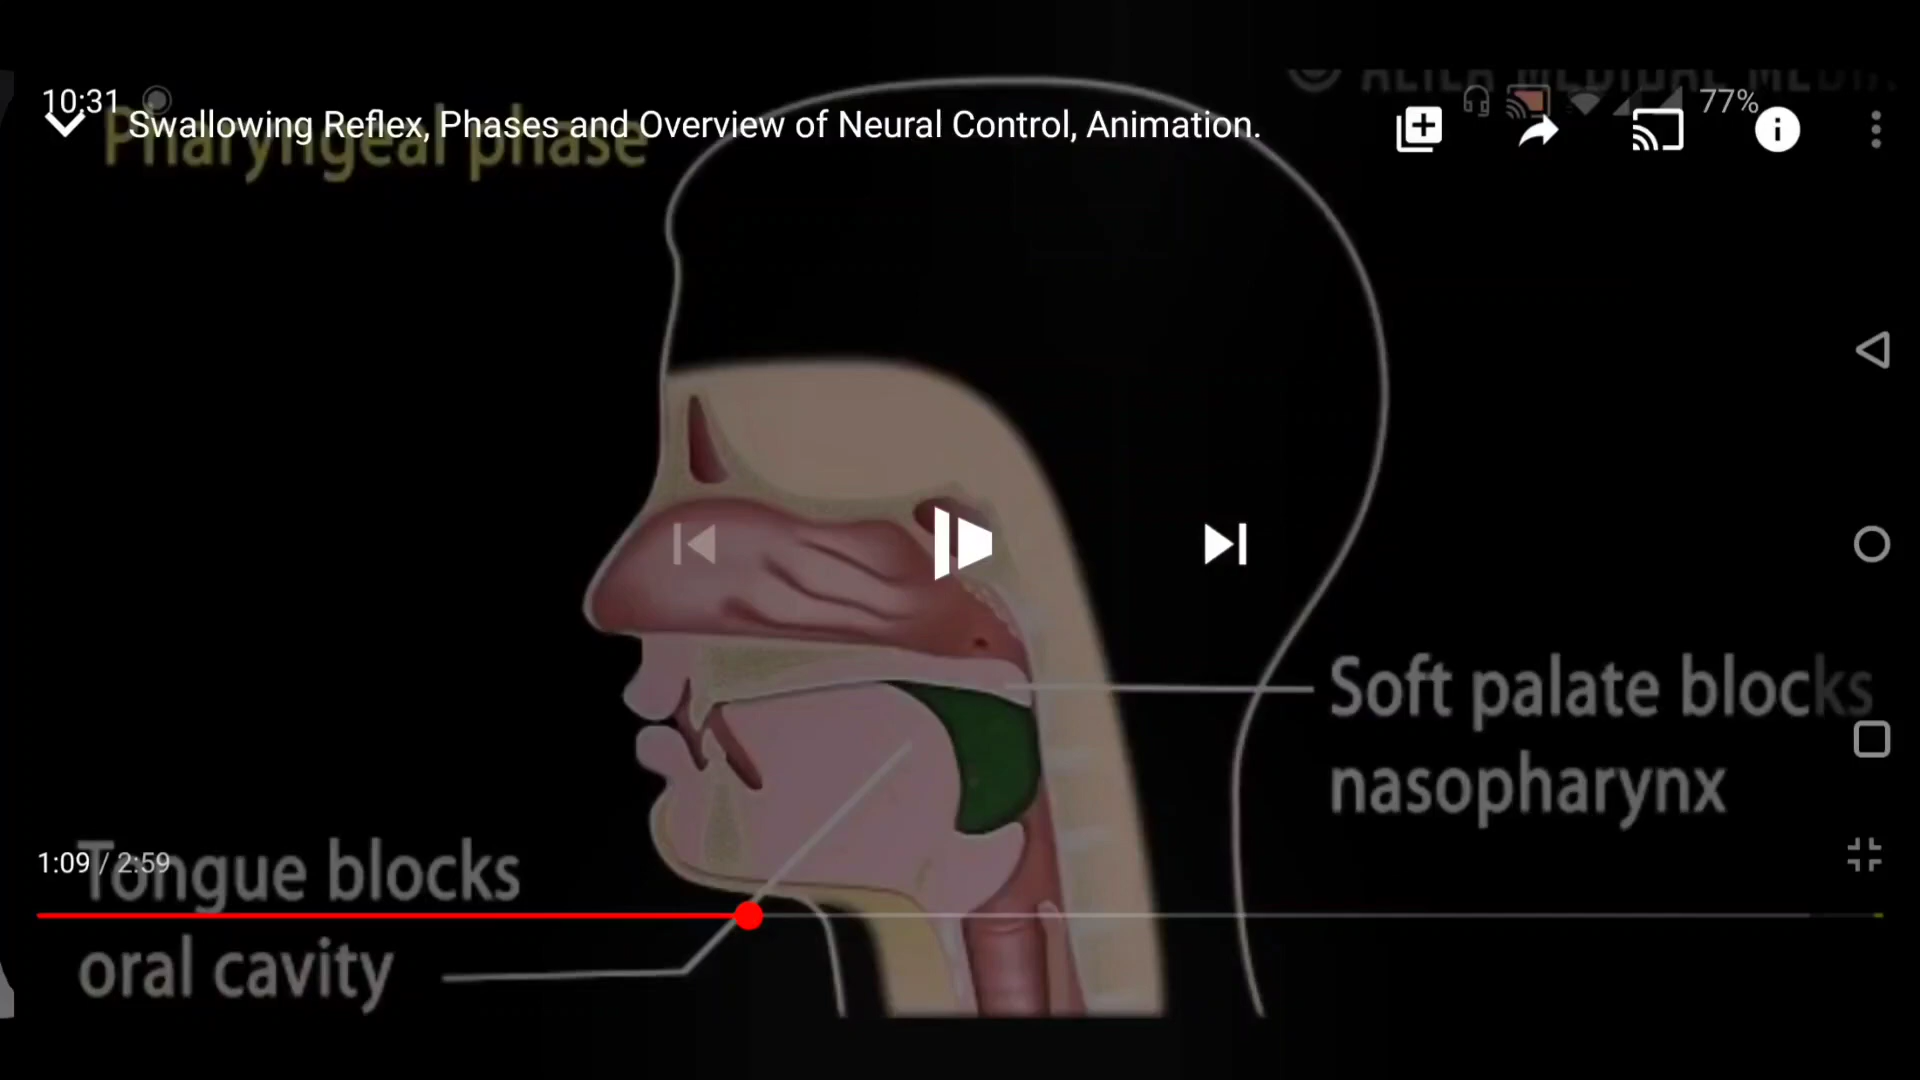 10:31
77%
Swallowing Reflex, Phases and Overview of Neural Control, Animation.
Pharyngeal phase
Soft palate blocks
nasopharynx
1:09 / 2:59
Tongue blocks
oral cavity